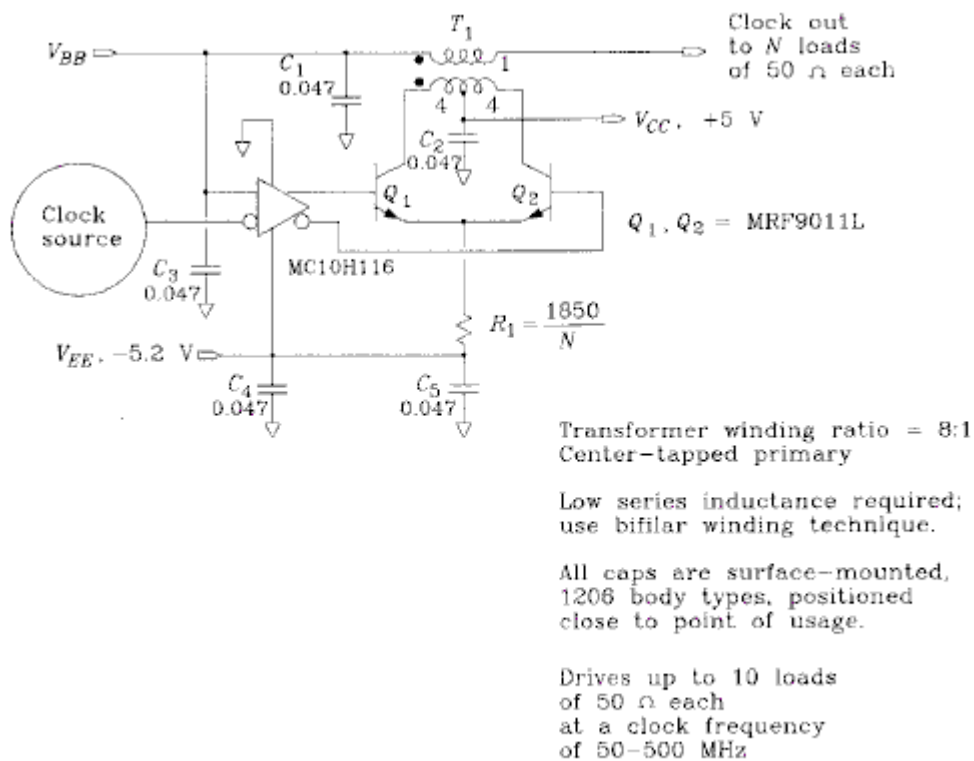 T1
Clock out
to N loads
of 50 Ω each
VBB
C1
0.047
1
4 4
VCC, +5 V
C2
0.047
Q1
Q2
Q1, Q2 = MRF9011L
Clock
source
MC10H116
C3
0.047
R1 = 1850
N
VEE, -5.2 V
C4
0.047
C5
0.047
Transformer winding ratio = 8:1
Center-tapped primary
Low series inductance required;
use bifilar winding technique.
All caps are surface-mounted,
1206 body types, positioned
close to point of usage.
Drives up to 10 loads
of 50 Ω each
at a clock frequency
of 50-500 MHz